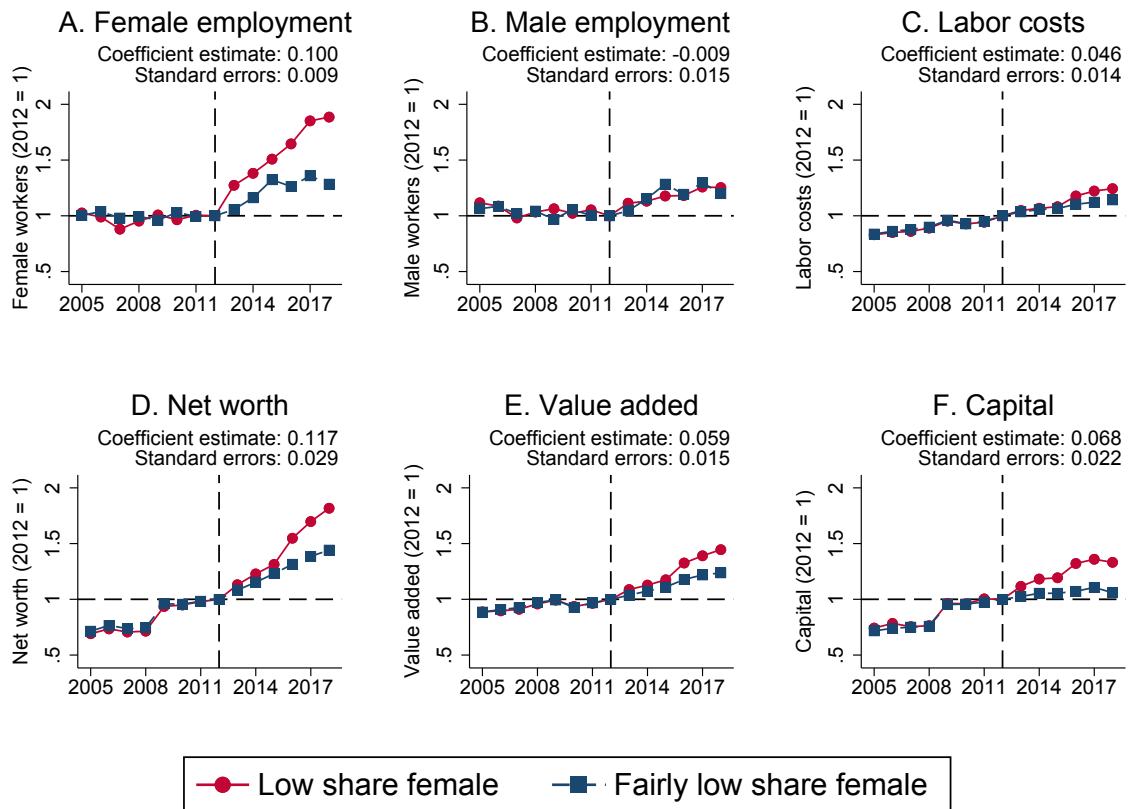 A. Female employment
Coefficient estimate: 0.100
Standard errors: 0.009
Female workers (2012 = 1)
2
1.5
1
.5
2005 2008 2011 2014 2017
B. Male employment
Coefficient estimate: -0.009
Standard errors: 0.015
Male workers (2012 = 1)
2
1.5
1
.5
2005 2008 2011 2014 2017
C. Labor costs
Coefficient estimate: 0.046
Standard errors: 0.014
Labor costs (2012 = 1)
2
1.5
1
.5
2005 2008 2011 2014 2017
D. Net worth
Coefficient estimate: 0.117
Standard errors: 0.029
Net worth (2012 = 1)
2
1.5
1
.5
2005 2008 2011 2014 2017
E. Value added
Coefficient estimate: 0.059
Standard errors: 0.015
Value added (2012 = 1)
2
1.5
1
.5
2005 2008 2011 2014 2017
F. Capital
Coefficient estimate: 0.068
Standard errors: 0.022
Capital (2012 = 1)
2
1.5
1
.5
2005 2008 2011 2014 2017
Low share female
Fairly low share female